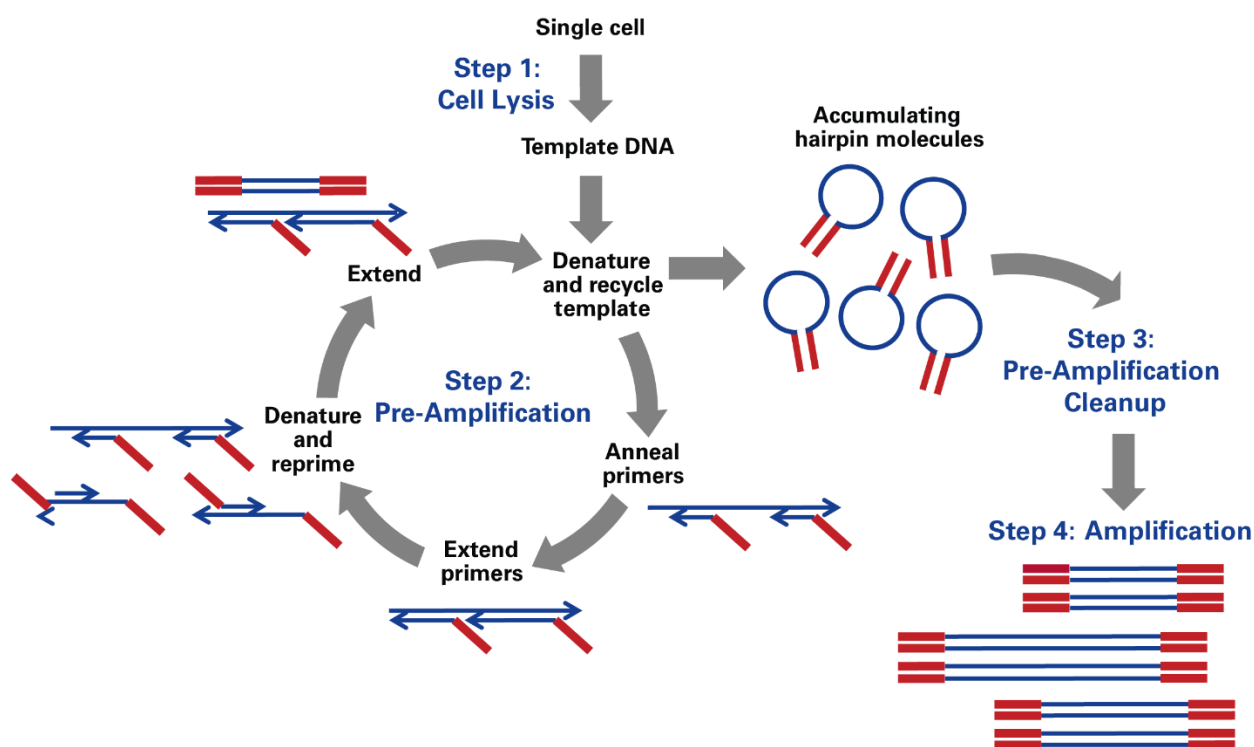 Single cell
Step 1:
Cell Lysis
Template DNA
Accumulating
hairpin molecules
Denature
and recycle
template
Extend
Step 2:
Pre-Amplification
Denature
and
reprime
Anneal
primers
Extend
primers
Step 3:
Pre-Amplification
Cleanup
Step 4: Amplification